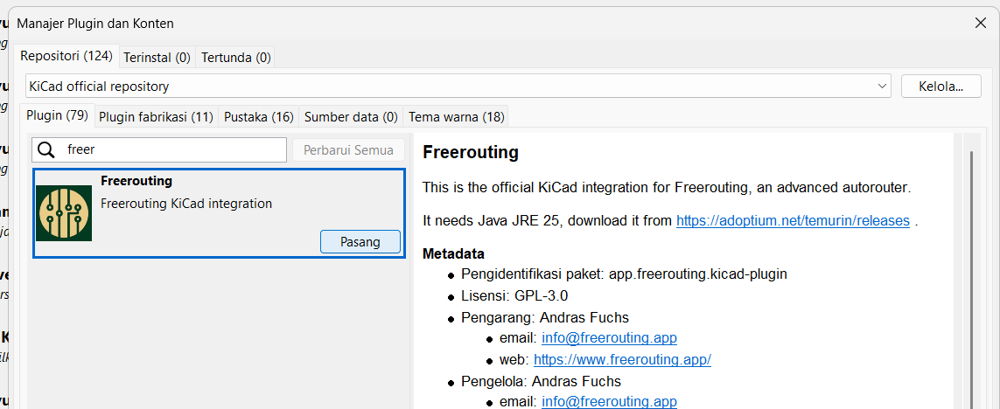 Manajer Plugin dan Konten
Repositori (124) Terinstal (0) Tertunda (0)
KiCad official repository Kelola...
Plugin (79) Plugin fabrikasi (11) Pustaka (16) Sumber data (0) Tema warna (18)
freer Perbarui Semua
Freerouting
Freerouting KiCad integration
Pasang
Freerouting
This is the official KiCad integration for Freerouting, an advanced autorouter.
It needs Java JRE 25, download it from https://adoptium.net/temurin/releases .
Metadata
Pengidentifikasi paket: app.freerouting.kicad-plugin
Lisensi: GPL-3.0
Pengarang: Andras Fuchs
email: info@freerouting.app
web: https://www.freerouting.app/
Pengelola: Andras Fuchs
email: info@freerouting.app